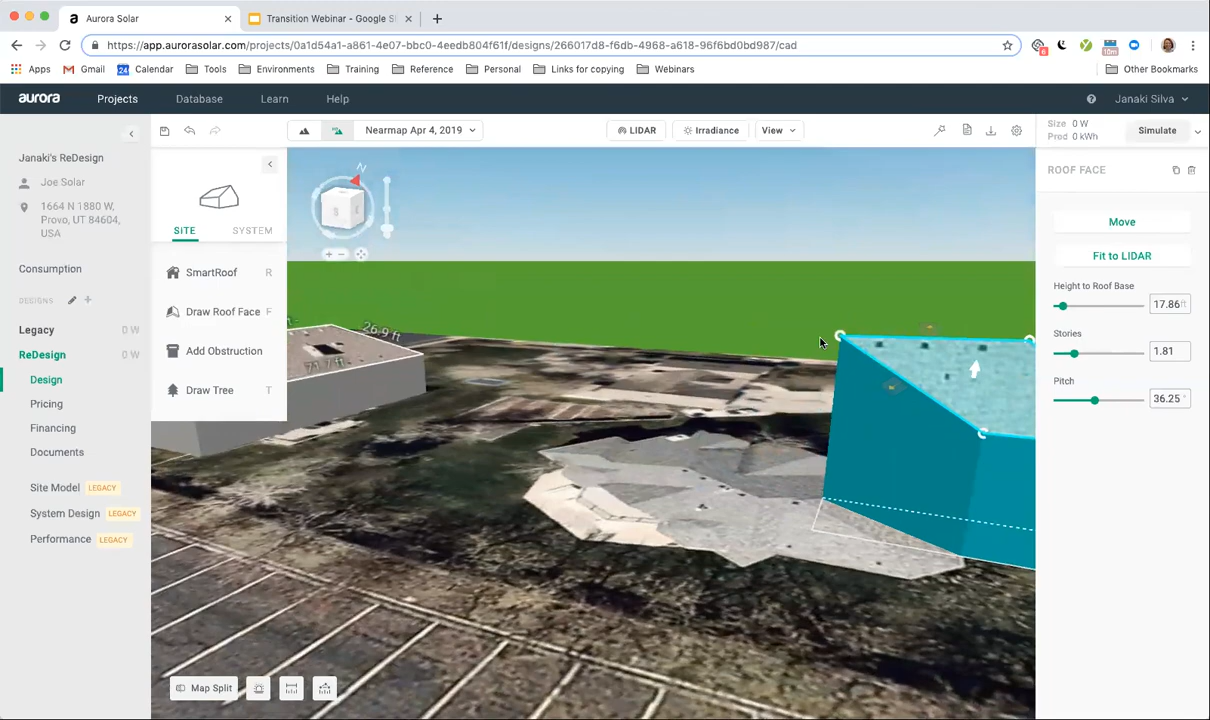 Aurora Solar
Transition Webinar - Google Sl
https://app.aurorasolar.com/projects/0a1d54a1-a861-4e07-bbc0-4eedb804f61f/designs/266017d8-f6db-4968-a618-96f6bd0bd987/cad
Apps
Gmail
Calendar
Tools
Environments
Training
Reference
Personal
Links for copying
Webinars
Other Bookmarks
aurora
Projects
Database
Learn
Help
Janaki Silva
Janaki's ReDesign
Joe Solar
1664 N 1880 W,
Provo, UT 84604,
USA
Consumption
DESIGNS
Legacy 0 W
ReDesign 0 W
Design
Pricing
Financing
Documents
Site Model LEGACY
System Design LEGACY
Performance LEGACY
Nearmap Apr 4, 2019
LIDAR
Irradiance
View
Size 0 W
Prod 0 kWh
Simulate
SITE
SYSTEM
SmartRoof R
Draw Roof Face F
Add Obstruction
Draw Tree T
N
26.9 ft
71.7 ft
Map Split
ROOF FACE
Move
Fit to LIDAR
Height to Roof Base
17.86 ft
Stories
1.81
Pitch
36.25 °